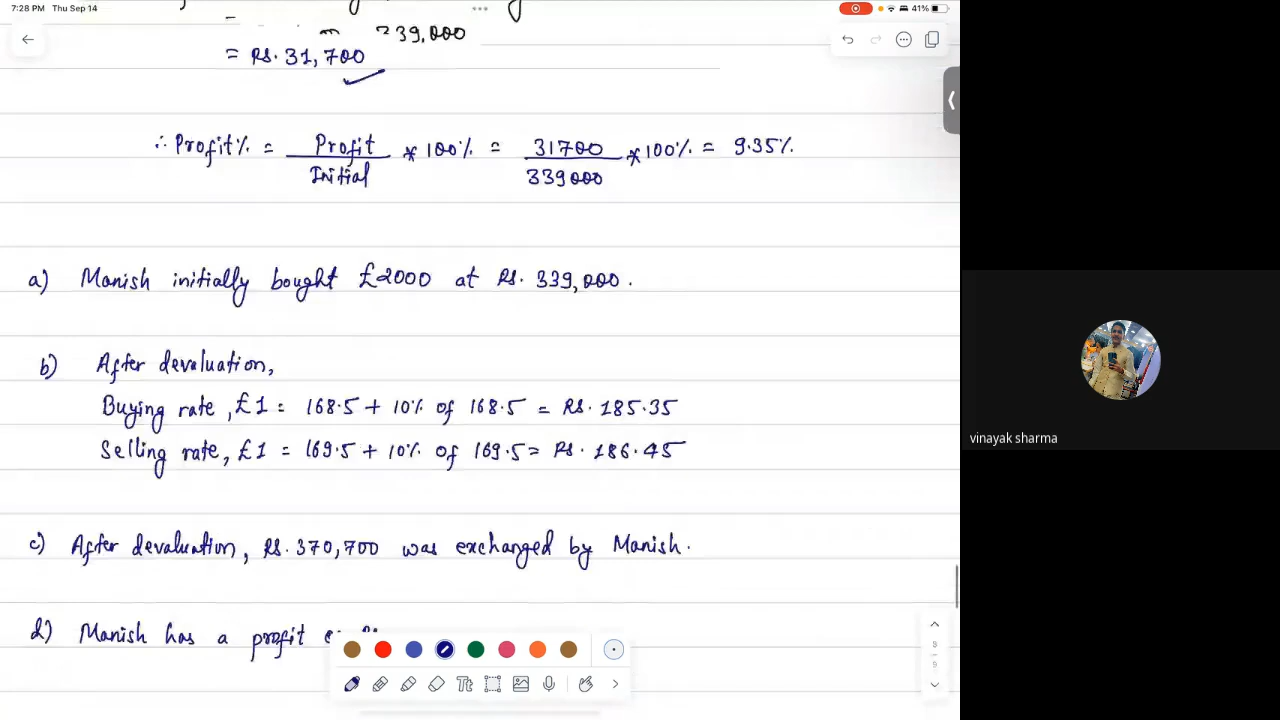 7:28 PM Thu Sep 14
41%
339,000
= Rs. 31,700
∴ Profit% = Profit / Initial * 100% = 31700 / 339000 * 100% = 9.35%.
a) Manish initially bought £2000 at Rs. 339,000.
b) After devaluation,
Buying rate, £1 = 168.5 + 10% of 168.5 = Rs. 185.35
Selling rate, £1 = 169.5 + 10% of 169.5 = Rs. 186.45
c) After devaluation, Rs. 370,700 was exchanged by Manish.
d) Manish has a profit
Tt
vinayak sharma